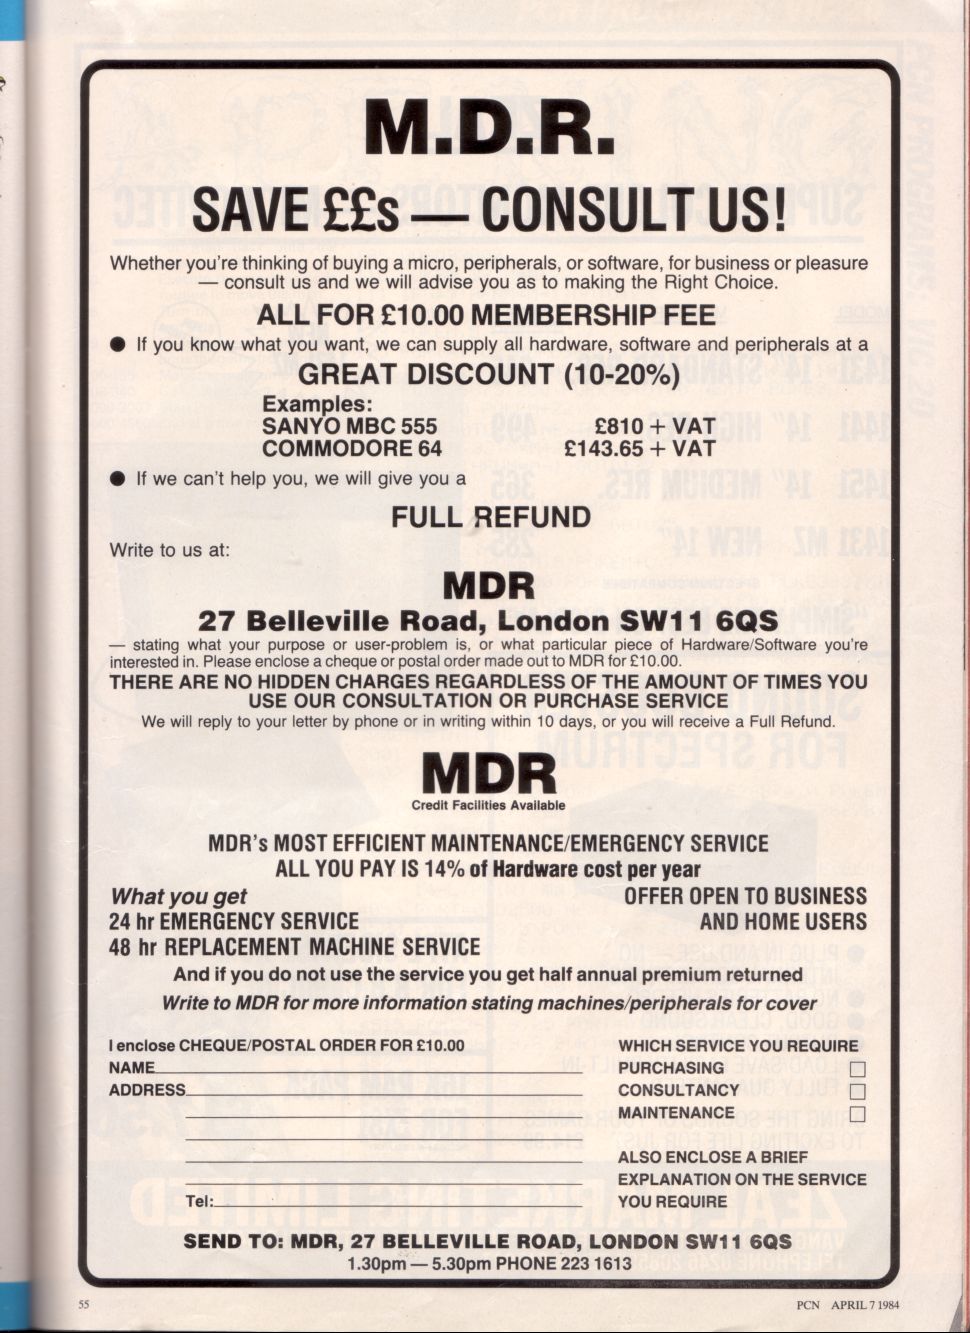 M.D.R.
SAVE ££s — CONSULT US!
Whether you're thinking of buying a micro, peripherals, or software, for business or pleasure
— consult us and we will advise you as to making the Right Choice.
ALL FOR £10.00 MEMBERSHIP FEE
● If you know what you want, we can supply all hardware, software and peripherals at a
GREAT DISCOUNT (10-20%)
Examples:
SANYO MBC 555 £810 + VAT
COMMODORE 64 £143.65 + VAT
● If we can't help you, we will give you a
FULL REFUND
Write to us at:
MDR
27 Belleville Road, London SW11 6QS
— stating what your purpose or user-problem is, or what particular piece of Hardware/Software you're
interested in. Please enclose a cheque or postal order made out to MDR for £10.00.
THERE ARE NO HIDDEN CHARGES REGARDLESS OF THE AMOUNT OF TIMES YOU
USE OUR CONSULTATION OR PURCHASE SERVICE
We will reply to your letter by phone or in writing within 10 days, or you will receive a Full Refund.
MDR
Credit Facilities Available
MDR's MOST EFFICIENT MAINTENANCE/EMERGENCY SERVICE
ALL YOU PAY IS 14% of Hardware cost per year
What you get
24 hr EMERGENCY SERVICE
48 hr REPLACEMENT MACHINE SERVICE
OFFER OPEN TO BUSINESS
AND HOME USERS
And if you do not use the service you get half annual premium returned
Write to MDR for more information stating machines/peripherals for cover
I enclose CHEQUE/POSTAL ORDER FOR £10.00
NAME
ADDRESS
Tel:
WHICH SERVICE YOU REQUIRE
PURCHASING
CONSULTANCY
MAINTENANCE
ALSO ENCLOSE A BRIEF
EXPLANATION ON THE SERVICE
YOU REQUIRE
SEND TO: MDR, 27 BELLEVILLE ROAD, LONDON SW11 6QS
1.30pm — 5.30pm PHONE 223 1613
55
PCN APRIL 7 1984